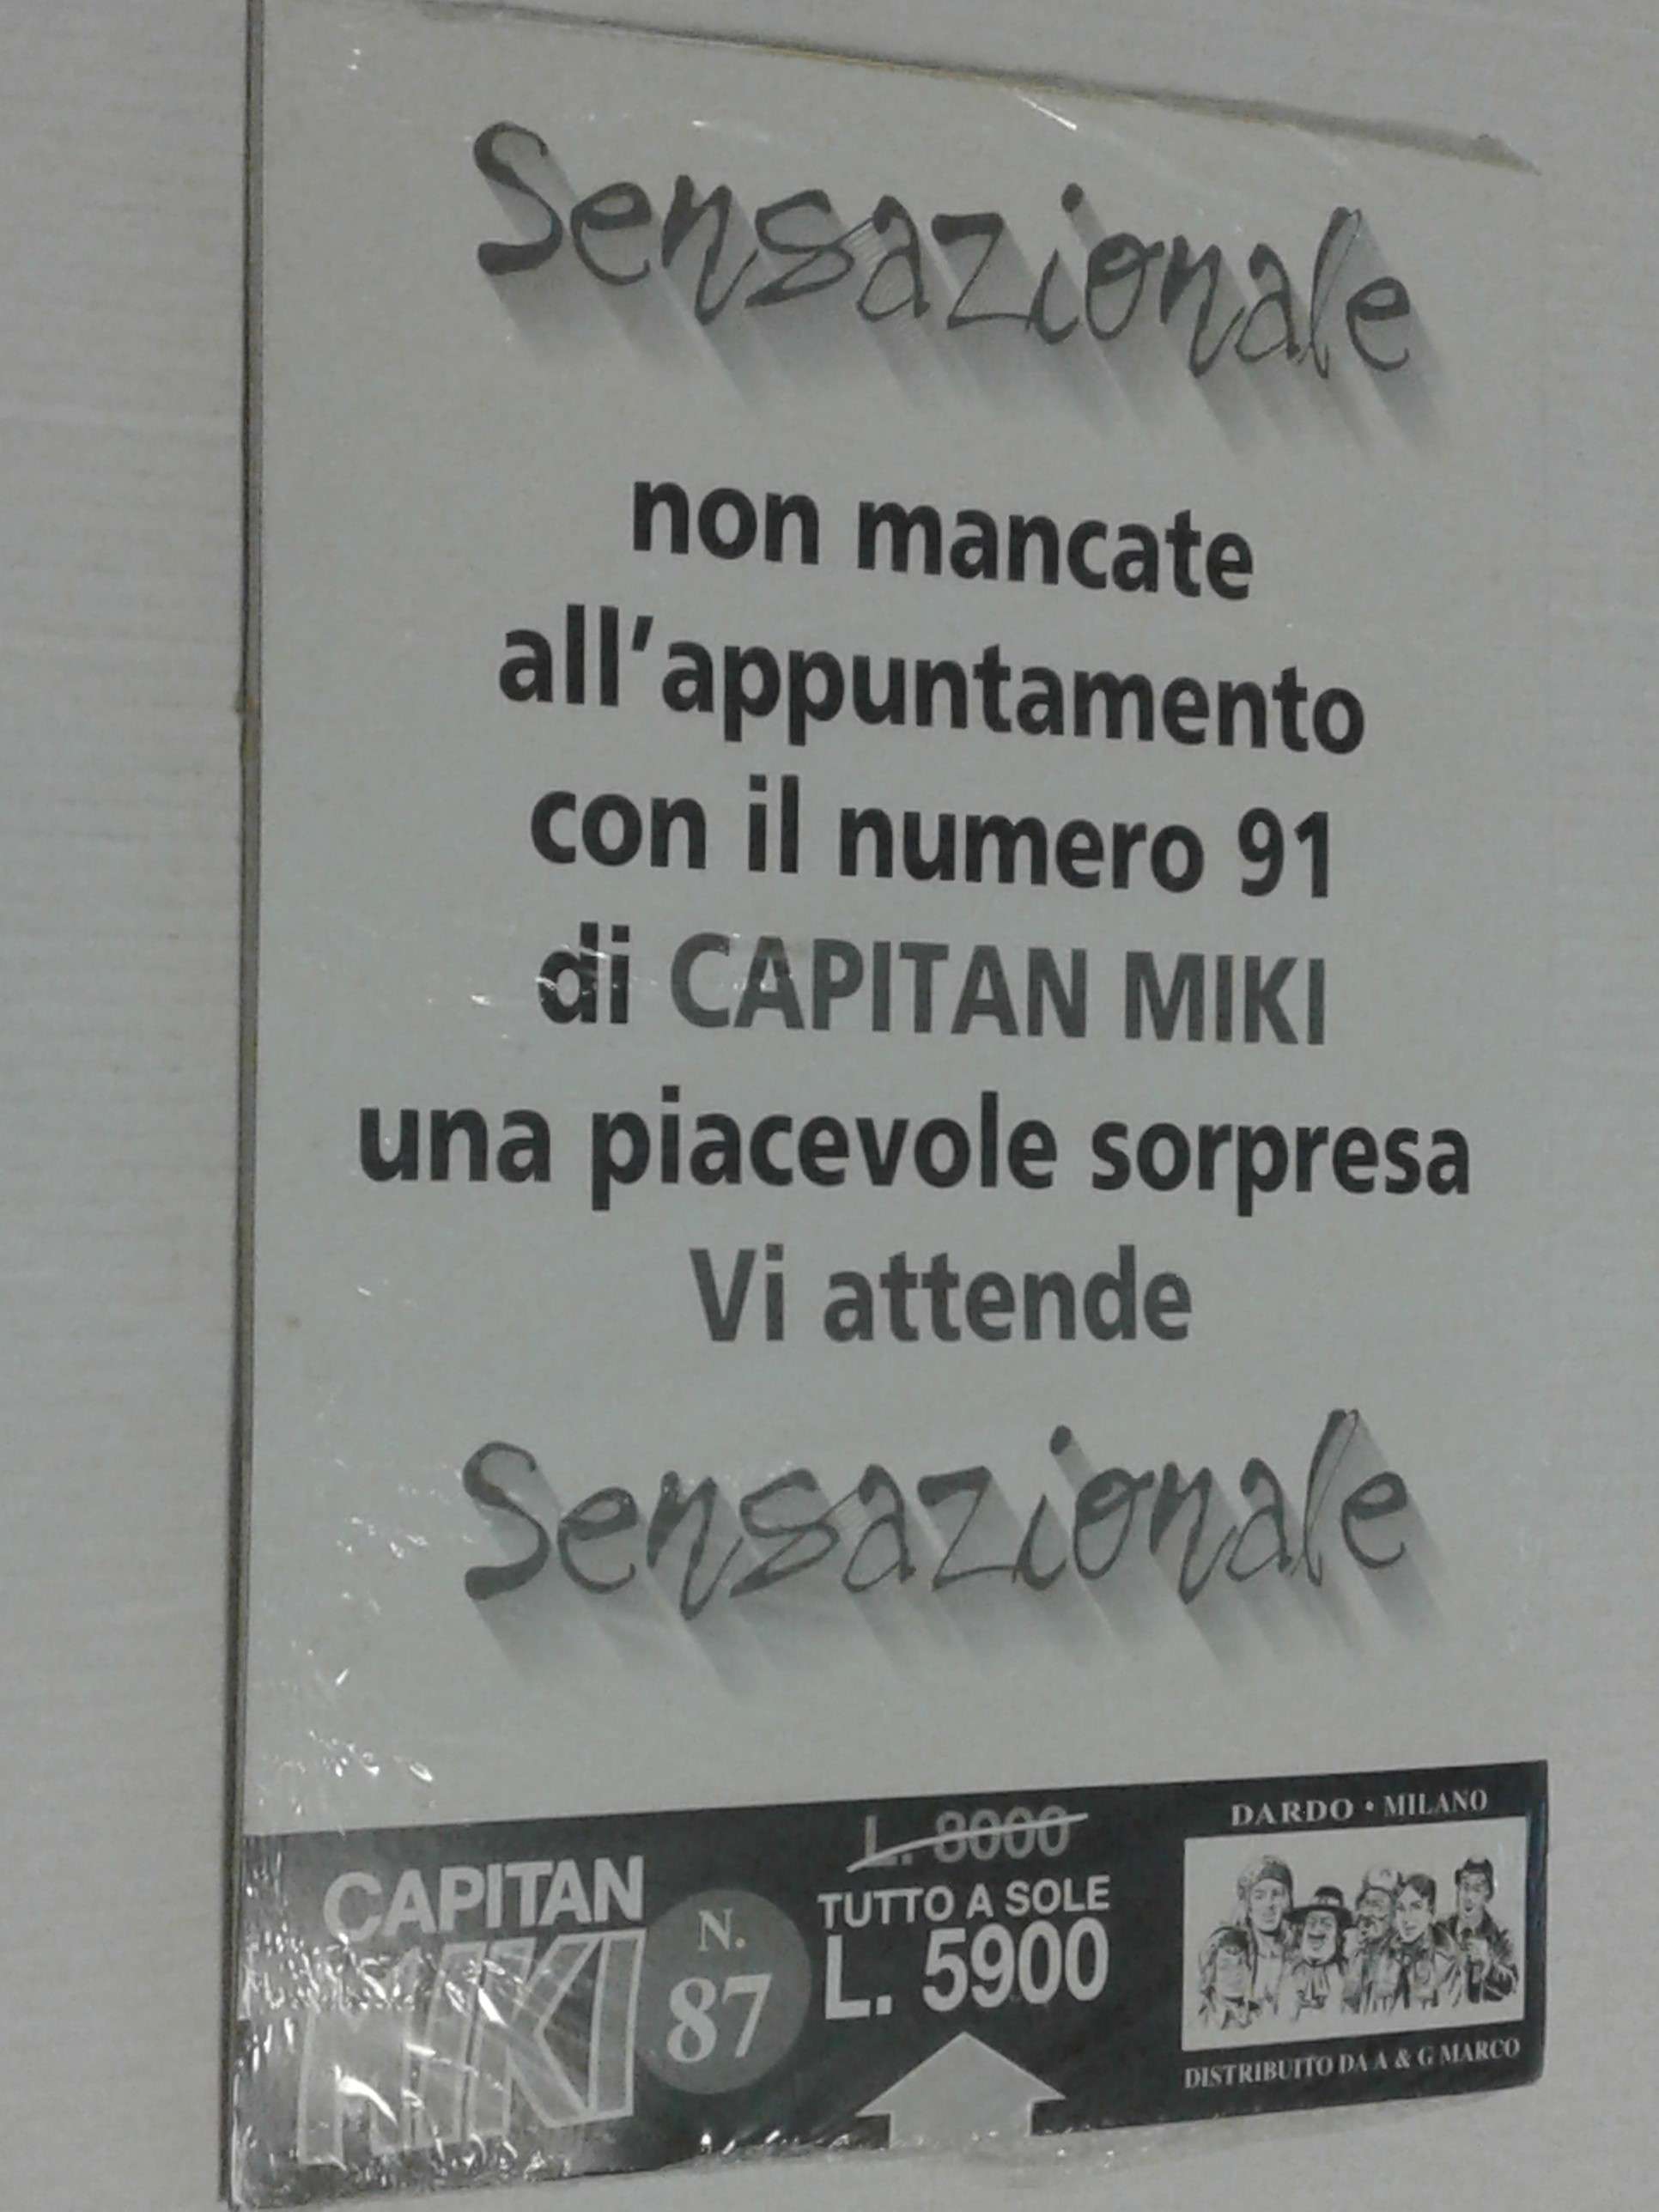 Sensazionale
non mancate
all'appuntamento
con il numero 91
di CAPITAN MIKI
una piacevole sorpresa
Vi attende
Sensazionale
CAPITAN
MIKI
N.
87
L. 8000
TUTTO A SOLE
L. 5900
DARDO • MILANO
DISTRIBUITO DA A & G MARCO